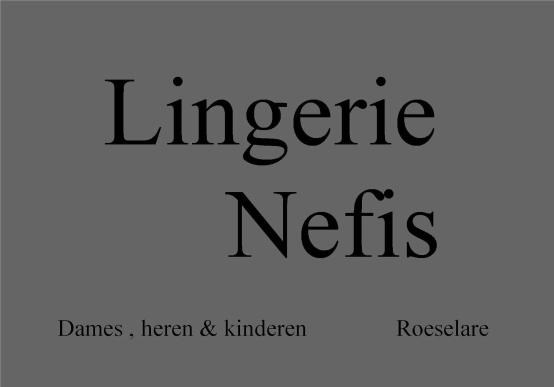 Lingerie
Nefis
Dames , heren & kinderen Roeselare